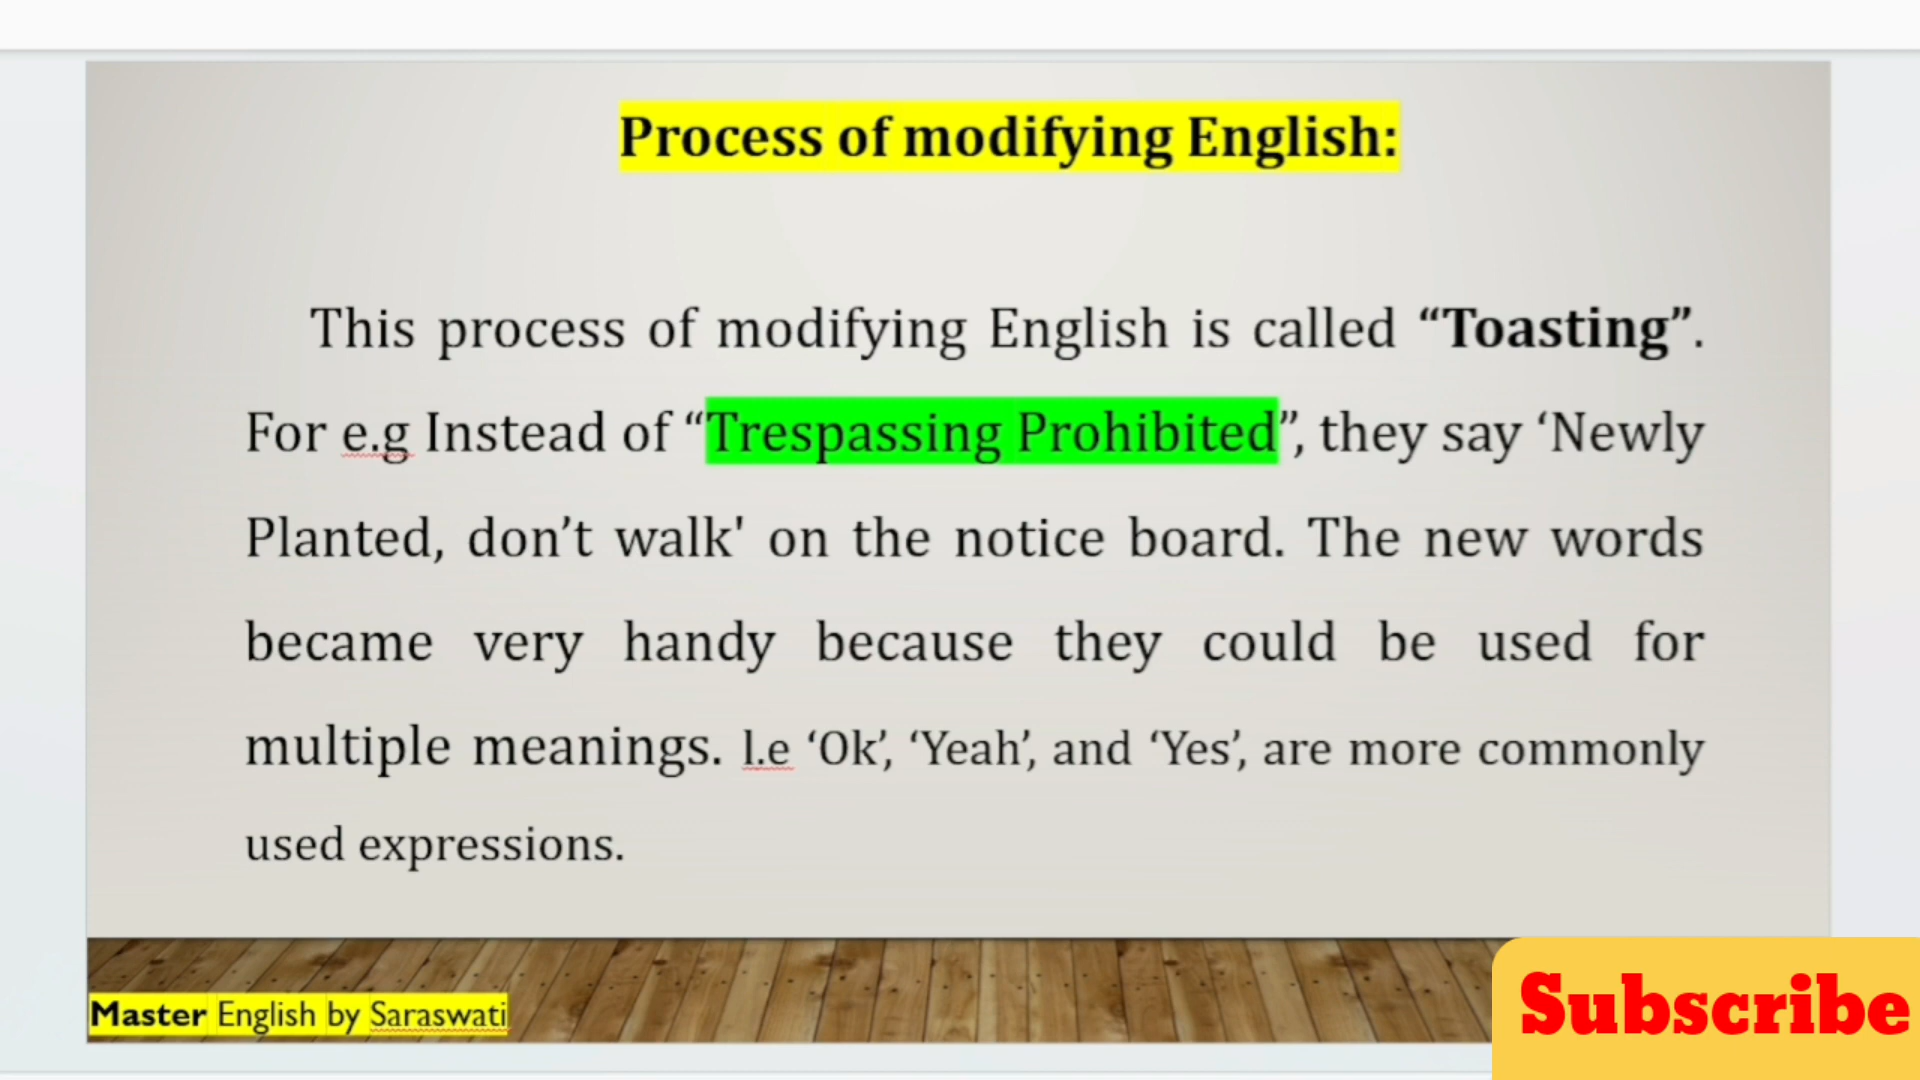 Process of modifying English:
This process of modifying English is called “Toasting”.
For e.g Instead of “Trespassing Prohibited”, they say ‘Newly
Planted, don’t walk' on the notice board. The new words
became very handy because they could be used for
multiple meanings. l.e ‘Ok’, ‘Yeah’, and ‘Yes’, are more commonly
used expressions.
Master English by Saraswati
Subscribe